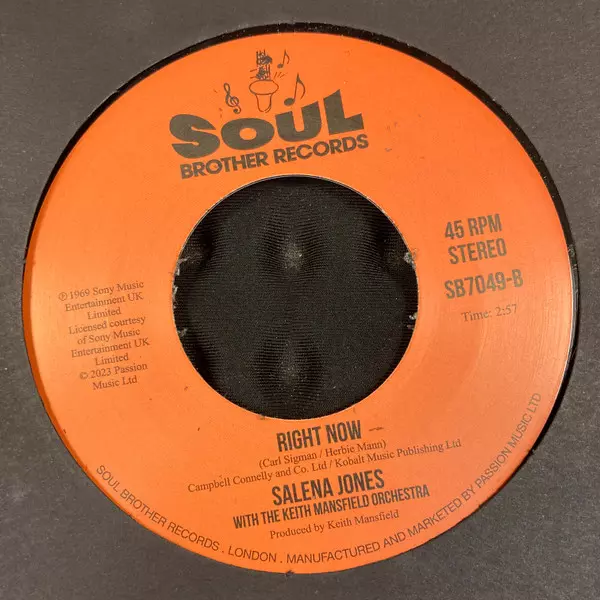 SOUL
BROTHER RECORDS
45 RPM
STEREO
SB7049-B
Time: 2:57
℗ 1969 Sony Music
Entertainment UK
Limited
Licensed courtesy
of Sony Music
Entertainment UK
Limited
© 2023 Passion
Music Ltd
RIGHT NOW
(Carl Sigman / Herbie Mann)
Campbell Connelly and Co. Ltd / Kobalt Music Publishing Ltd
SALENA JONES
WITH THE KEITH MANSFIELD ORCHESTRA
Produced by Keith Mansfield
SOUL BROTHER RECORDS . LONDON . MANUFACTURED AND MARKETED BY PASSION MUSIC LTD